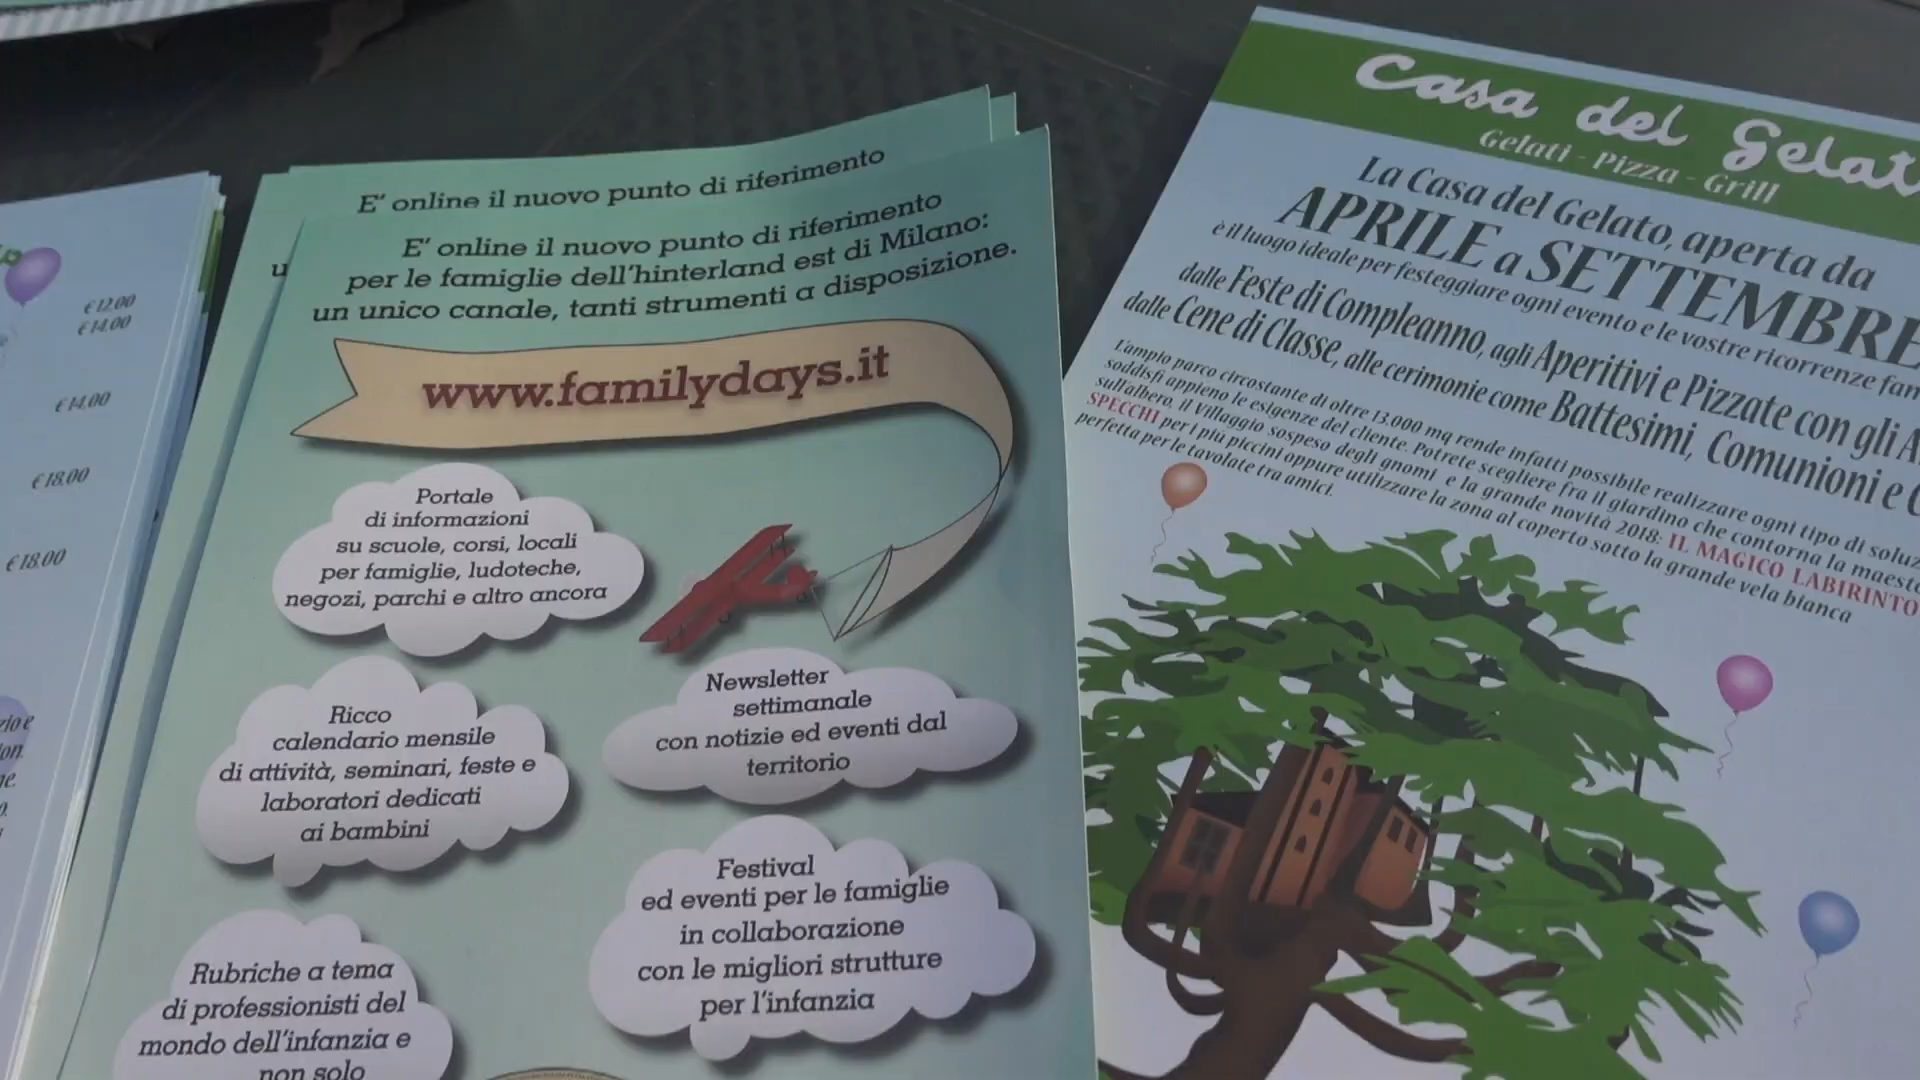 € 12.00
€ 14.00
€ 14.00
€ 18.00
€ 18.00
E' online il nuovo punto di riferimento
E' online il nuovo punto di riferimento
per le famiglie dell'hinterland est di Milano:
un unico canale, tanti strumenti a disposizione.
www.familydays.it
Portale
di informazioni
su scuole, corsi, locali
per famiglie, ludoteche,
negozi, parchi e altro ancora
Newsletter
settimanale
con notizie ed eventi dal
territorio
Ricco
calendario mensile
di attività, seminari, feste e
laboratori dedicati
ai bambini
Festival
ed eventi per le famiglie
in collaborazione
con le migliori strutture
per l'infanzia
Rubriche a tema
di professionisti del
mondo dell'infanzia e
non solo
Casa del Gelat
Gelati - Pizza - Grill
La Casa del Gelato, aperta da
APRILE a SETTEMBRE
è il luogo ideale per festeggiare ogni evento e le vostre ricorrenze fam
dalle Feste di Compleanno, agli Aperitivi e Pizzate con gli A
dalle Cene di Classe, alle cerimonie come Battesimi, Comunioni e C
L'ampio parco circostante di oltre 13.000 mq rende infatti possibile realizzare ogni tipo di soluz
soddisfi appieno le esigenze del cliente. Potrete scegliere fra il giardino che contorna la maest
sull'albero, il Villaggio sospeso degli gnomi e la grande novità 2018: IL MAGICO LABIRINTO
SPECCHI per i più piccini oppure utilizzare la zona al coperto sotto la grande vela bianca
perfetta per le tavolate tra amici.